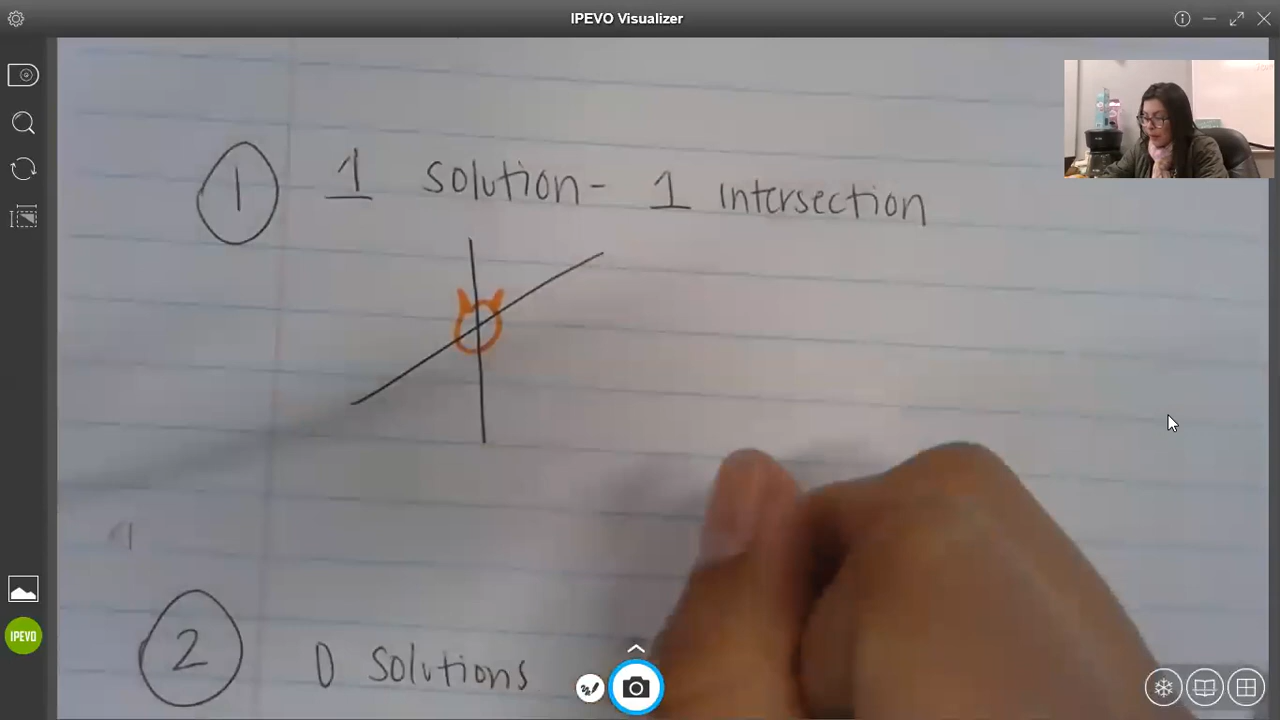 IPEVO Visualizer
① 1 solution- 1 intersection
② 0 solutions
IPEVO